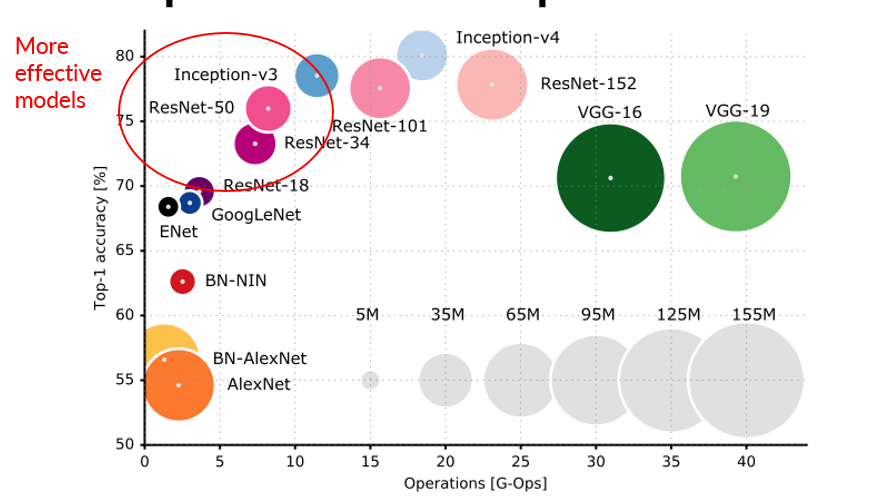 More
effective
models
Inception-v4
Inception-v3
ResNet-152
ResNet-50
VGG-16
VGG-19
ResNet-101
ResNet-34
ResNet-18
GoogLeNet
ENet
BN-NIN
5M 35M 65M 95M 125M 155M
BN-AlexNet
AlexNet
Top-1 accuracy [%]
80
75
70
65
60
55
50
0 5 10 15 20 25 30 35 40
Operations [G-Ops]